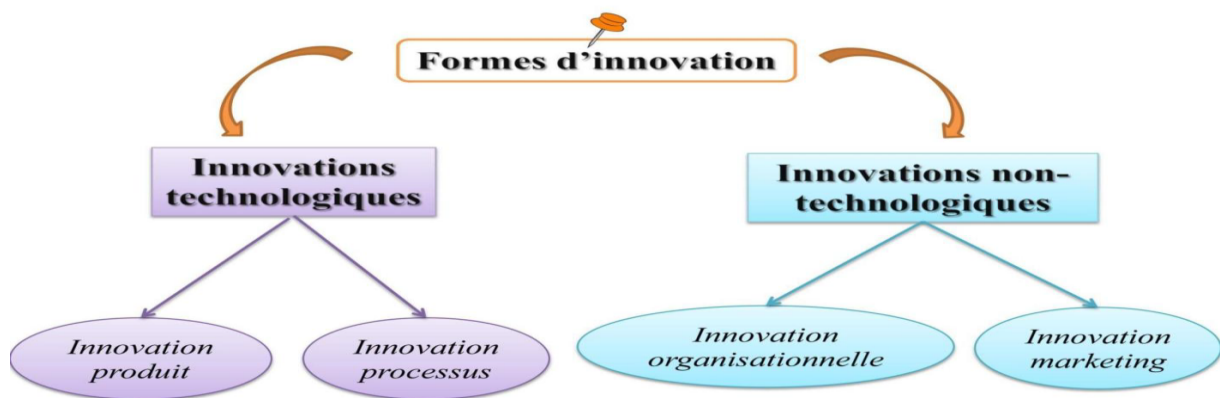 Formes d'innovation
Innovations
technologiques
Innovations non-
technologiques
Innovation
produit
Innovation
processus
Innovation
organisationnelle
Innovation
marketing